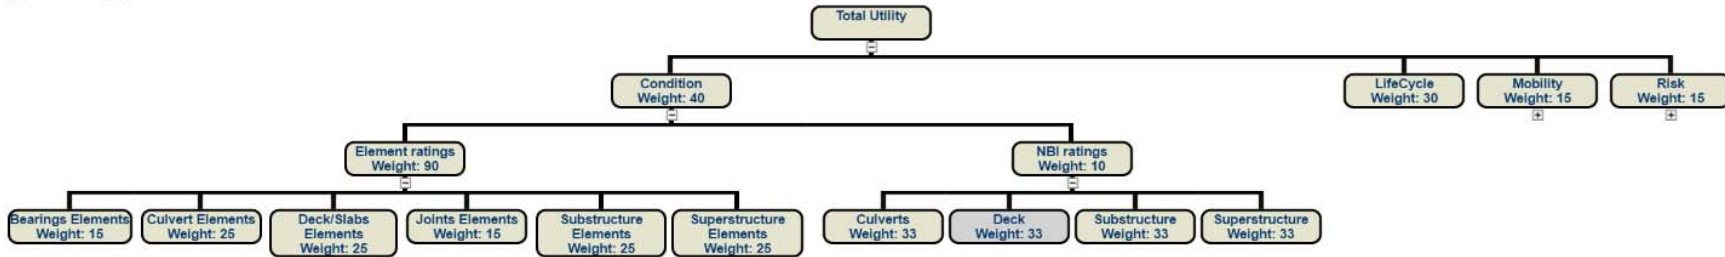 Total Utility
Condition
Weight: 40
LifeCycle
Weight: 30
Mobility
Weight: 15
Risk
Weight: 15
Element ratings
Weight: 90
NBI ratings
Weight: 10
Bearings Elements
Weight: 15
Culvert Elements
Weight: 25
Deck/Slabs
Elements
Weight: 25
Joints Elements
Weight: 15
Substructure
Elements
Weight: 25
Superstructure
Elements
Weight: 25
Culverts
Weight: 33
Deck
Weight: 33
Substructure
Weight: 33
Superstructure
Weight: 33